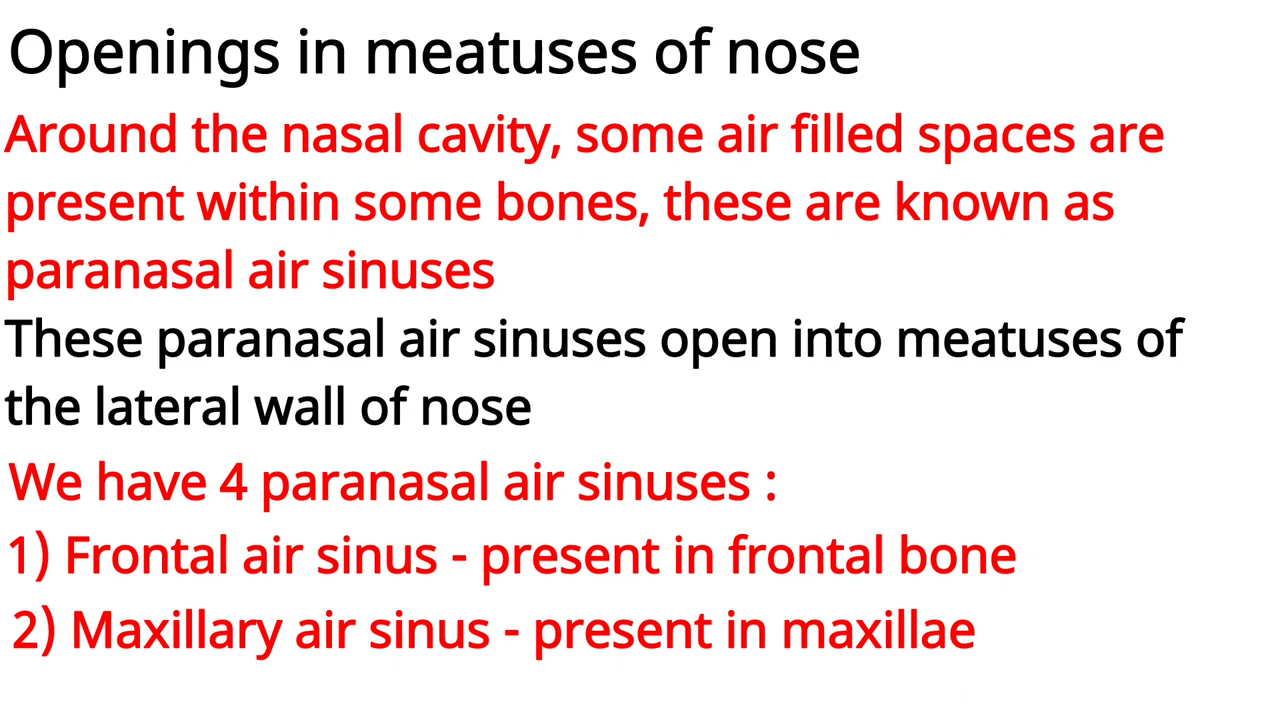 Openings in meatuses of nose
Around the nasal cavity, some air filled spaces are
present within some bones, these are known as
paranasal air sinuses
These paranasal air sinuses open into meatuses of
the lateral wall of nose
We have 4 paranasal air sinuses :
1) Frontal air sinus - present in frontal bone
2) Maxillary air sinus - present in maxillae